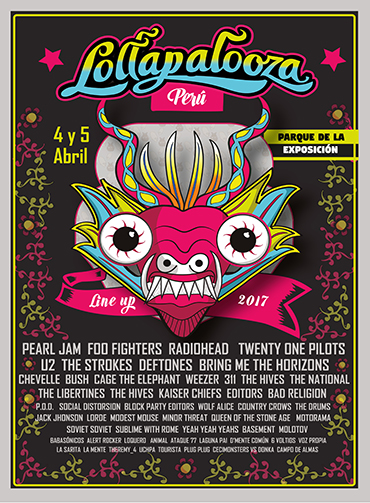 Lollapalooza
Perú
4 y 5
Abril
PARQUE DE LA
EXPOSICIÓN
Line up 2017
PEARL JAM FOO FIGHTERS RADIOHEAD TWENTY ONE PILOTS
U2 THE STROKES DEFTONES BRING ME THE HORIZONS
CHEVELLE BUSH CAGE THE ELEPHANT WEEZER 311 THE HIVES THE NATIONAL
THE LIBERTINES THE HIVES KAISER CHIEFS EDITORS BAD RELIGION
P.O.D. SOCIAL DISTORSION BLOCK PARTY EDITORS WOLF ALICE COUNTRY CROWS THE DRUMS
JACK JHONSON LORDE MODEST MOUSE MINOR THREAT QUEEN OF THE STONE AGE MOTORAMA
SOVIET SOVIET SUBLIME WITH ROME YEAH YEAH YEAHS BASEMENT MOLOTOV
BABASÓNICOS ALERT ROCKER LOQUERO ANIMAL ATAQUE 77 LAGUNA PAI D'MENTE COMÚN 6 VOLTIOS VOZ PROPIA
LA SARITA LA MENTE THEREMY_4 UCHPA TOURISTA PLUG PLUG CECMONSTERS VS DONKA CAMPO DE ALMAS